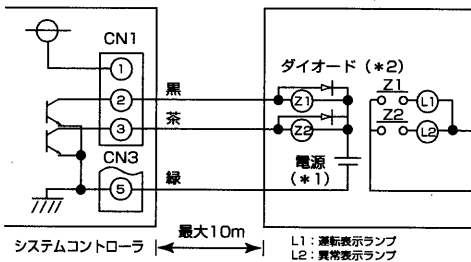 CN1
1
2
3
CN3
5
黒
茶
緑
ダイオード(*2)
Z1
Z2
電源
(*1)
Z1
L1
Z2
L2
システムコントローラ
最大10m
L1:運転表示ランプ
L2:異常表示ランプ